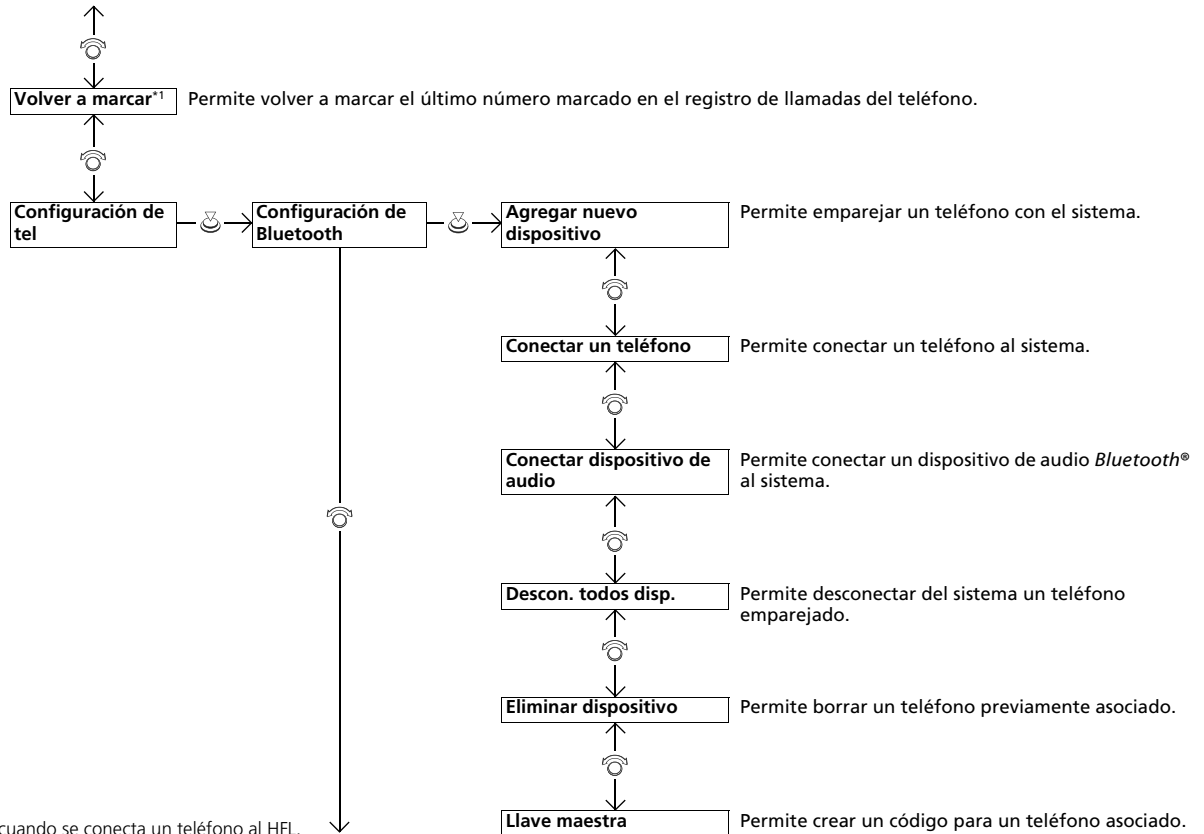 Volver a marcar*1 Permite volver a marcar el último número marcado en el registro de llamadas del teléfono.
Configuración de
tel
Configuración de
Bluetooth
Agregar nuevo
dispositivo
Permite emparejar un teléfono con el sistema.
Conectar un teléfono
Permite conectar un teléfono al sistema.
Conectar dispositivo de
audio
Permite conectar un dispositivo de audio Bluetooth®
al sistema.
Descon. todos disp.
Permite desconectar del sistema un teléfono
emparejado.
Eliminar dispositivo
Permite borrar un teléfono previamente asociado.
Llave maestra
Permite crear un código para un teléfono asociado.
cuando se conecta un teléfono al HFL.